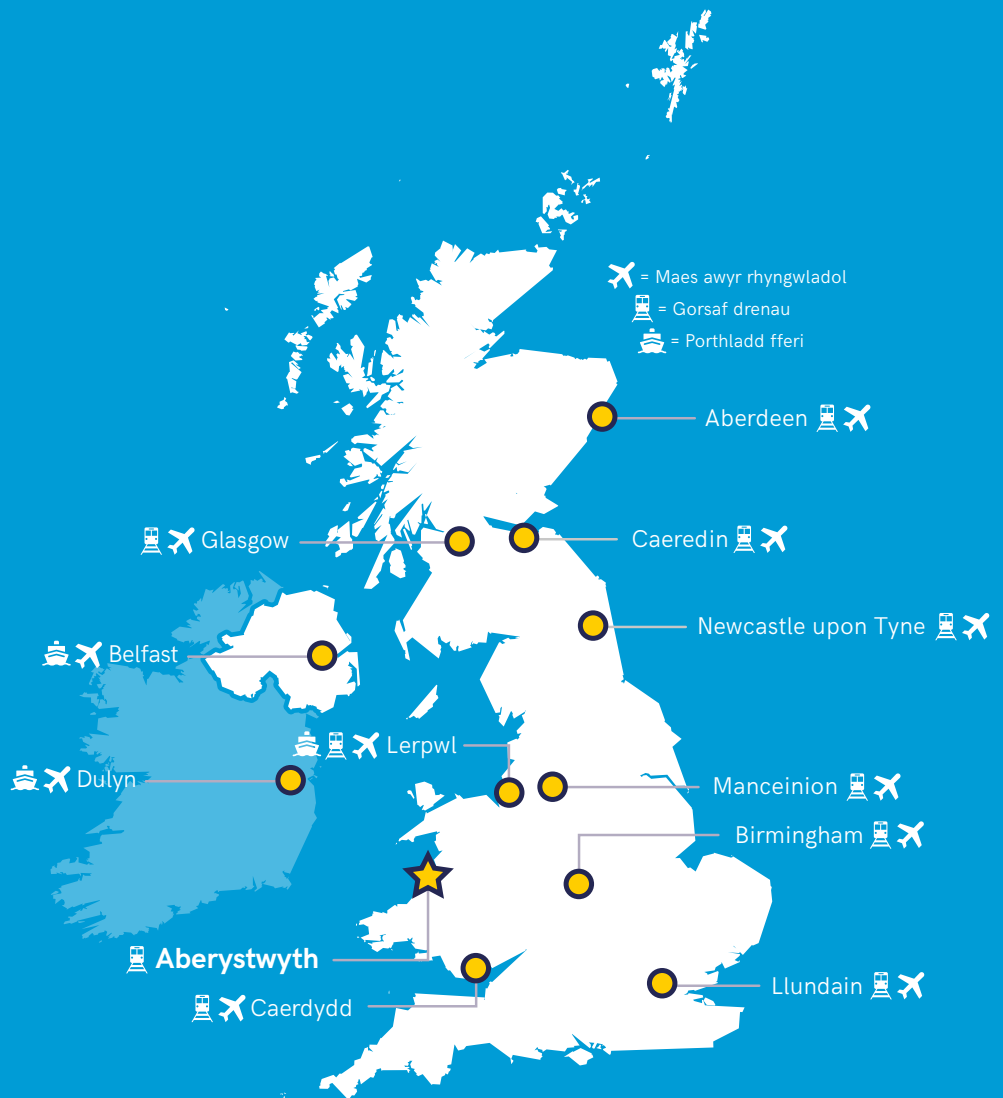 = Maes awyr rhyngwladol
= Gorsaf drenau
= Porthladd fferi
Aberdeen
Glasgow
Caeredin
Newcastle upon Tyne
Belfast
Lerpwl
Dulyn
Manceinion
Birmingham
Aberystwyth
Llundain
Caerdydd